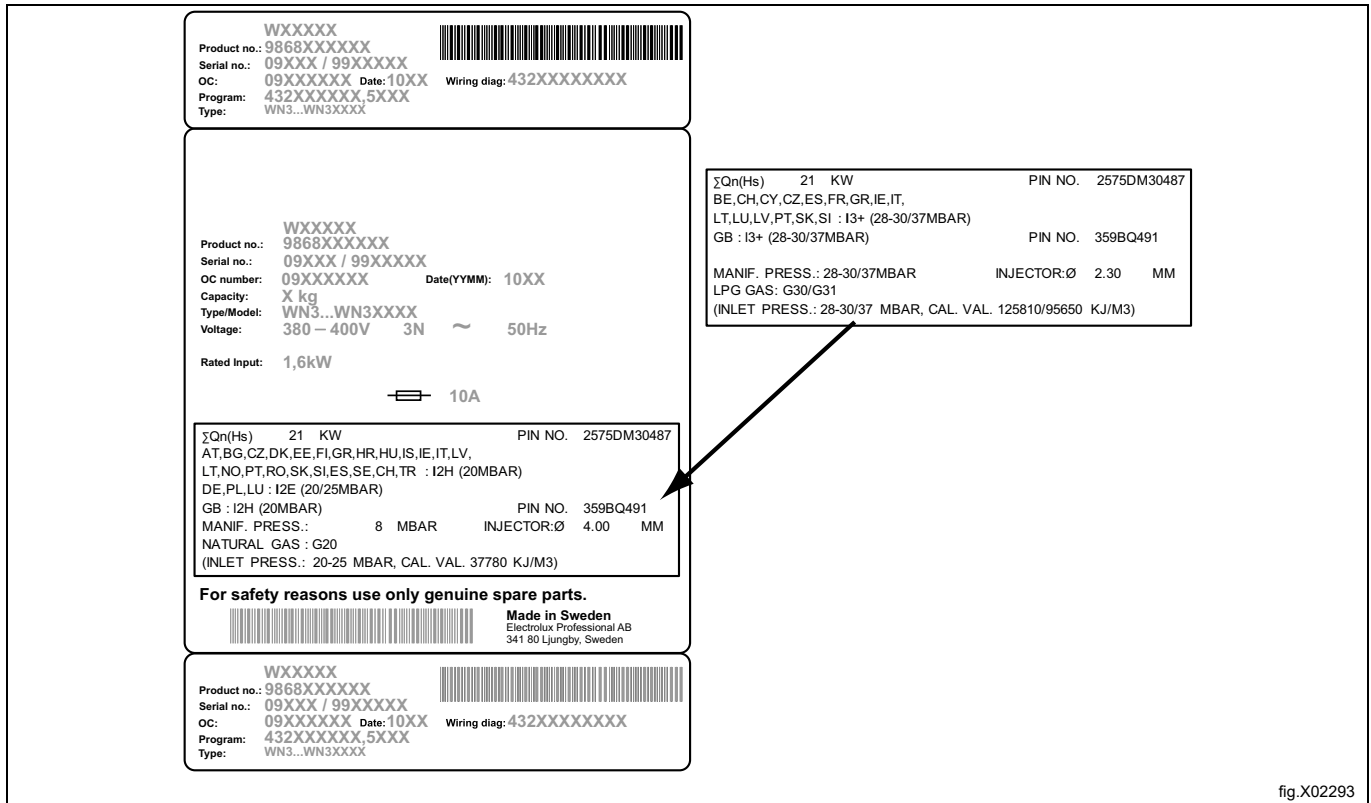 WXXXXX
Product no.: 9868XXXXXX
Serial no.: 09XXX / 99XXXXX
OC: 09XXXXXX Date: 10XX Wiring diag: 432XXXXXXXX
Program: 432XXXXXX,5XXX
Type: WN3...WN3XXXX
WXXXXX
Product no.: 9868XXXXXX
Serial no.: 09XXX / 99XXXXX
OC number: 09XXXXXX Date(YYMM): 10XX
Capacity: X kg
Type/Model: WN3...WN3XXXX
Voltage: 380 – 400V 3N ~ 50Hz
Rated Input: 1,6kW
10A
∑Qn(Hs) 21 KW PIN NO. 2575DM30487
AT,BG,CZ,DK,EE,FI,GR,HR,HU,IS,IE,IT,LV,
LT,NO,PT,RO,SK,SI,ES,SE,CH,TR : I2H (20MBAR)
DE,PL,LU : I2E (20/25MBAR)
GB : I2H (20MBAR) PIN NO. 359BQ491
MANIF. PRESS.: 8 MBAR INJECTOR:Ø 4.00 MM
NATURAL GAS : G20
(INLET PRESS.: 20-25 MBAR, CAL. VAL. 37780 KJ/M3)
For safety reasons use only genuine spare parts.
Made in Sweden
Electrolux Professional AB
341 80 Ljungby, Sweden
WXXXXX
Product no.: 9868XXXXXX
Serial no.: 09XXX / 99XXXXX
OC: 09XXXXXX Date: 10XX Wiring diag: 432XXXXXXXX
Program: 432XXXXXX,5XXX
Type: WN3...WN3XXXX
∑Qn(Hs) 21 KW PIN NO. 2575DM30487
BE,CH,CY,CZ,ES,FR,GR,IE,IT,
LT,LU,LV,PT,SK,SI : I3+ (28-30/37MBAR)
GB : I3+ (28-30/37MBAR) PIN NO. 359BQ491
MANIF. PRESS.: 28-30/37MBAR INJECTOR:Ø 2.30 MM
LPG GAS: G30/G31
(INLET PRESS.: 28-30/37 MBAR, CAL. VAL. 125810/95650 KJ/M3)
fig.X02293